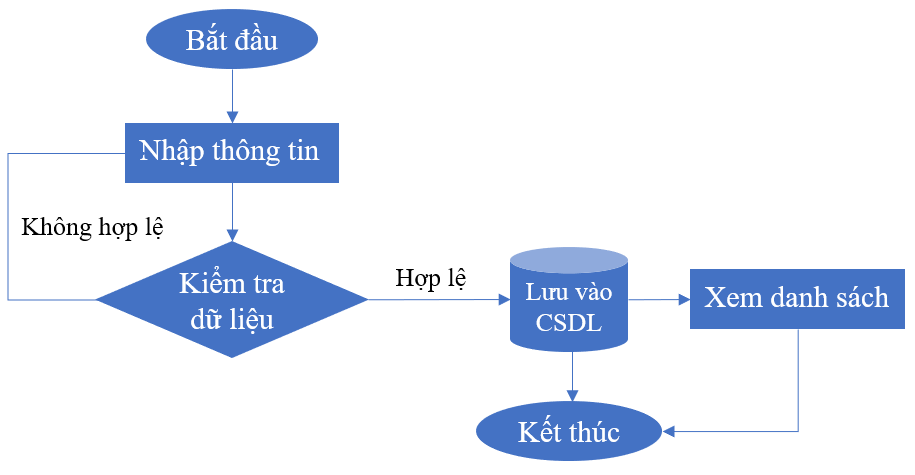 Bắt đầu
Nhập thông tin
Không hợp lệ
Kiểm tra
dữ liệu
Hợp lệ
Lưu vào
CSDL
Xem danh sách
Kết thúc